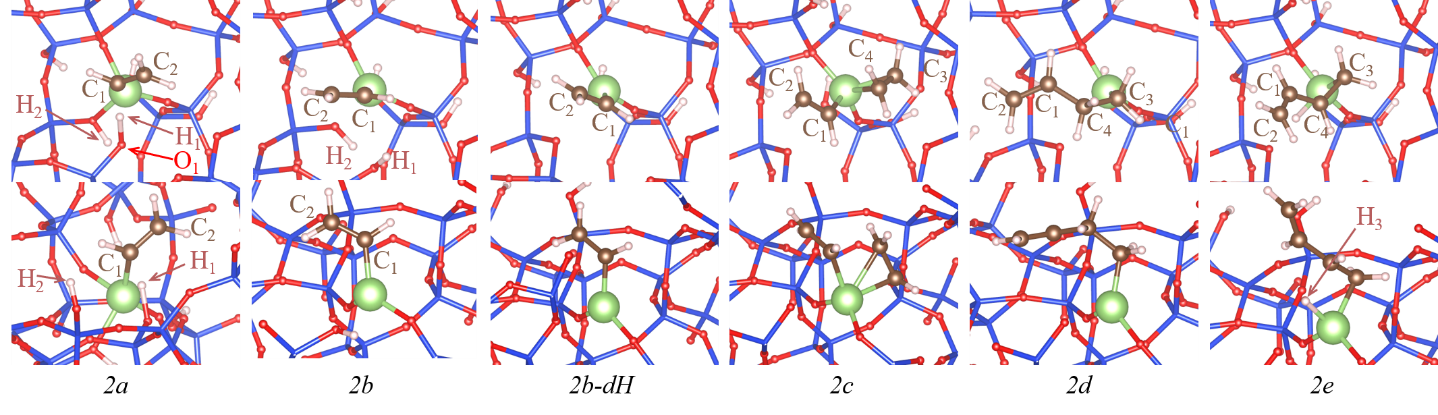 C₂
C₁
H₂
H₁
O₁
C₂
C₁
H₂
H₁
C₂
C₁
C₄
C₂
C₃
C₁
C₂
C₁
C₃
C₄
C₁
C₃
C₁
C₂
C₄
C₂
C₁
H₁
H₂
C₂
C₁
H₃
2a
2b
2b-dH
2c
2d
2e